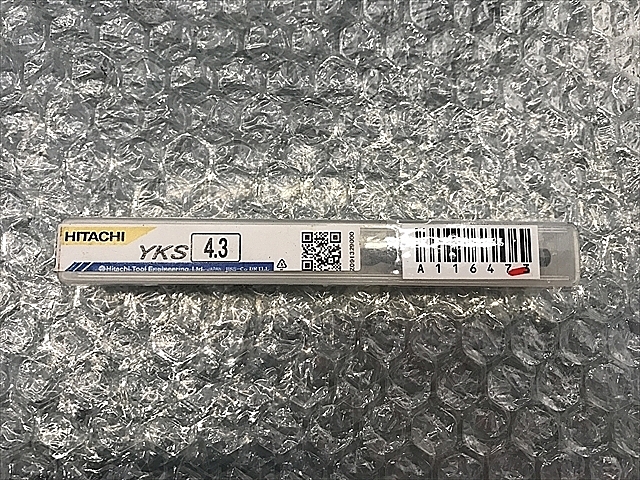 HITACHI
YKS 4.3
Hitachi Tool Engineering, Ltd.
A11647